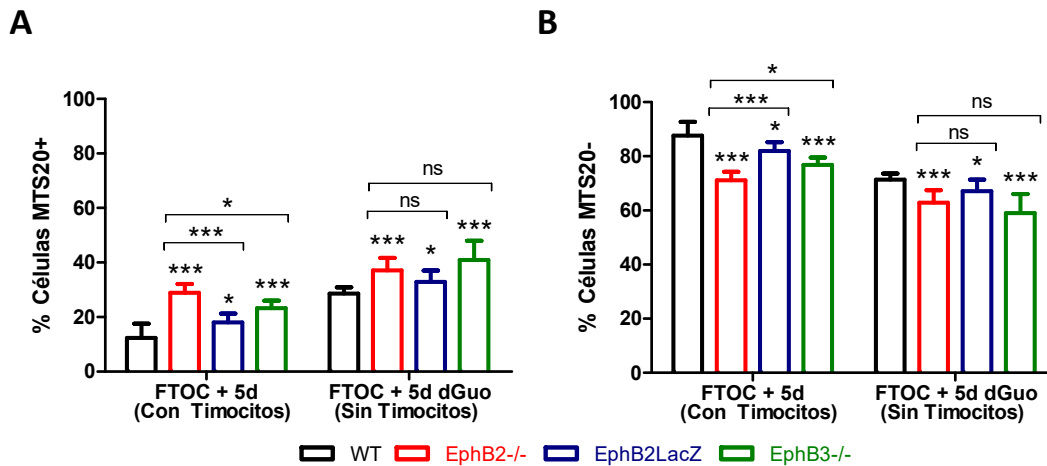 A
% Células MTS20+
100
80
60
40
20
0
*
***
***
*
***
ns
ns
***
*
***
FTOC + 5d
(Con Timocitos)
FTOC + 5d dGuo
(Sin Timocitos)
B
% Células MTS20-
100
80
60
40
20
0
*
***
***
*
***
ns
ns
***
*
***
FTOC + 5d
(Con Timocitos)
FTOC + 5d dGuo
(Sin Timocitos)
WT EphB2-/- EphB2LacZ EphB3-/-